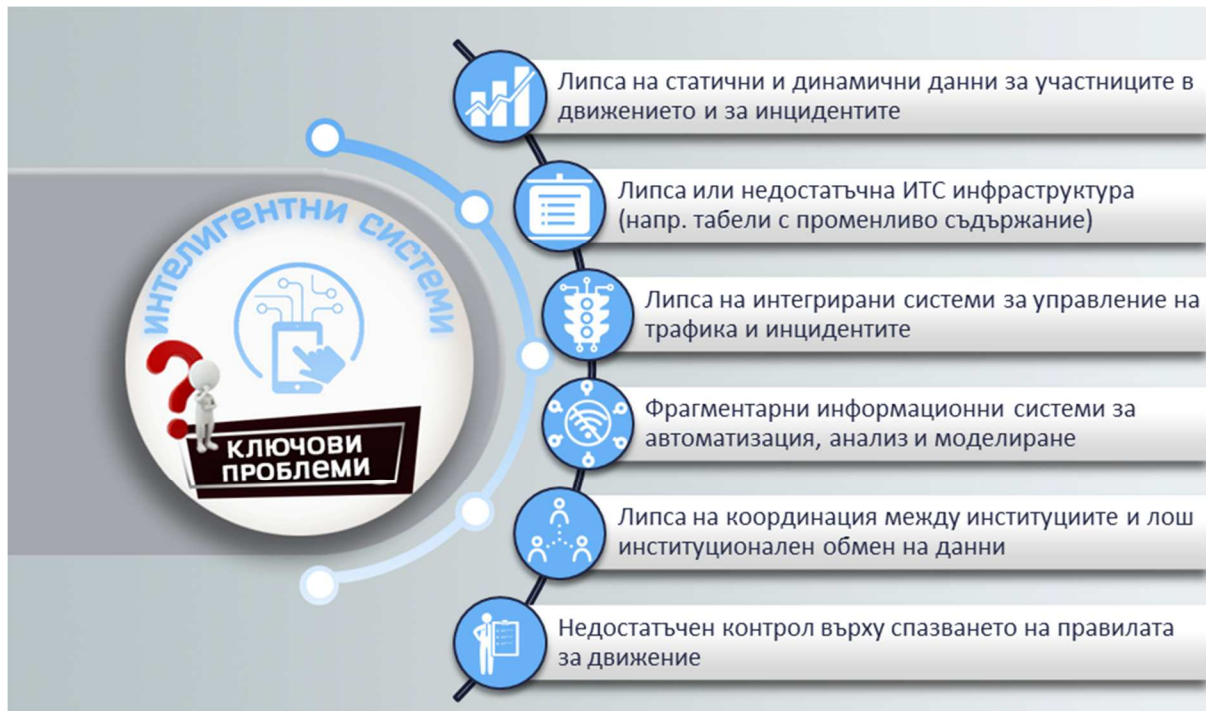 ИНТЕЛИГЕНТНИ СИСТЕМИ
КЛЮЧОВИ
ПРОБЛЕМИ
Липса на статични и динамични данни за участниците в
движението и за инцидентите
Липса или недостатъчна ИТС инфраструктура
(напр. табели с променливо съдържание)
Липса на интегрирани системи за управление на
трафика и инцидентите
Фрагментарни информационни системи за
автоматизация, анализ и моделиране
Липса на координация между институциите и лош
институционален обмен на данни
Недостатъчен контрол върху спазването на правилата
за движение